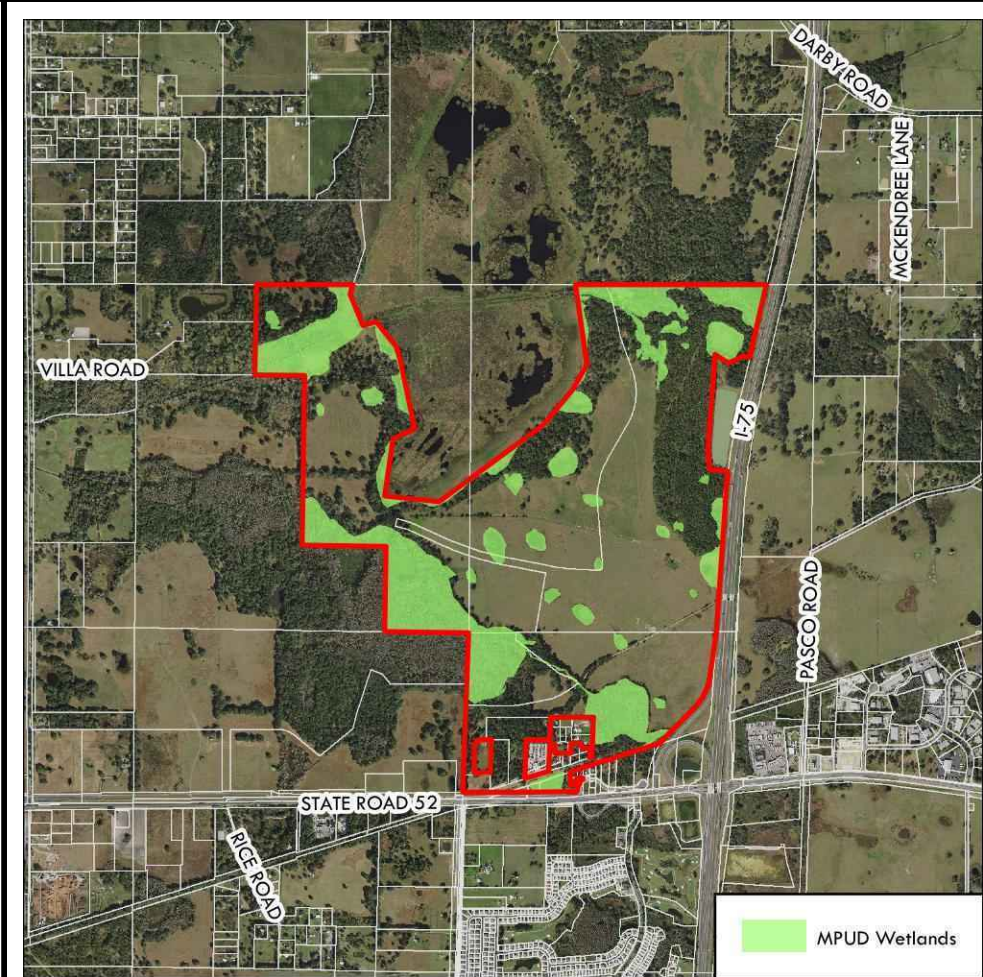 DARBY ROAD
MCKENDREE LANE
VILLA ROAD
I-75
PASCO ROAD
STATE ROAD 52
RICE ROAD
MPUD Wetlands